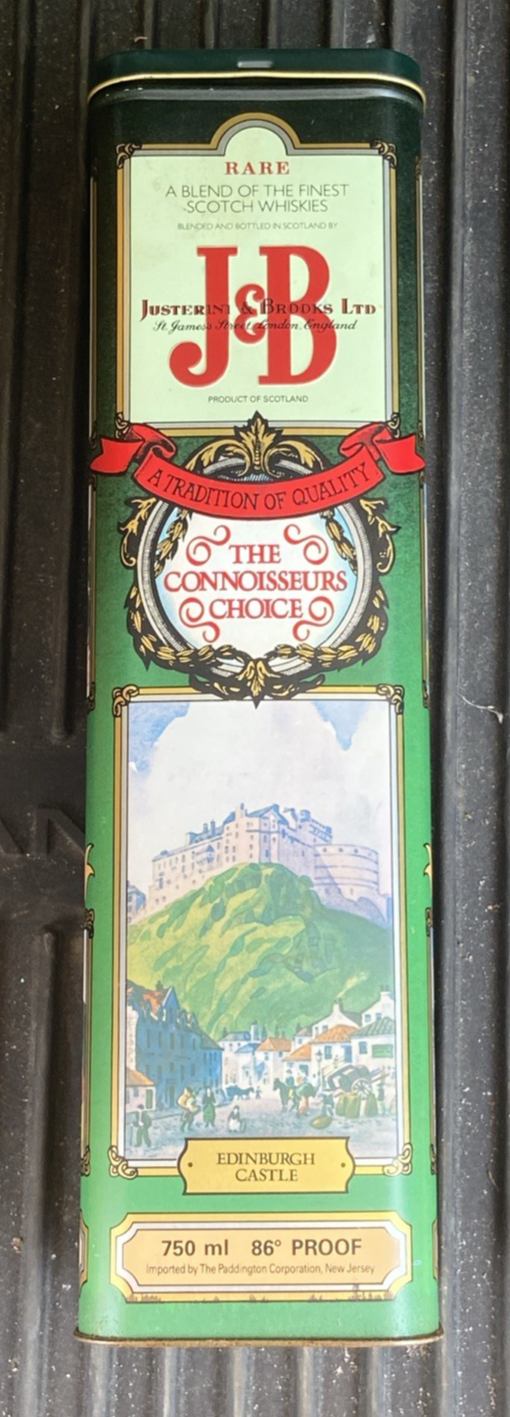 RARE
A BLEND OF THE FINEST
SCOTCH WHISKIES
BLENDED AND BOTTLED IN SCOTLAND BY
J&B
JUSTERINI & BROOKS LTD
St. James's Street, London, England
PRODUCT OF SCOTLAND
A TRADITION OF QUALITY
THE
CONNOISSEURS
CHOICE
EDINBURGH
CASTLE
750 ml 86° PROOF
Imported by The Paddington Corporation, New Jersey